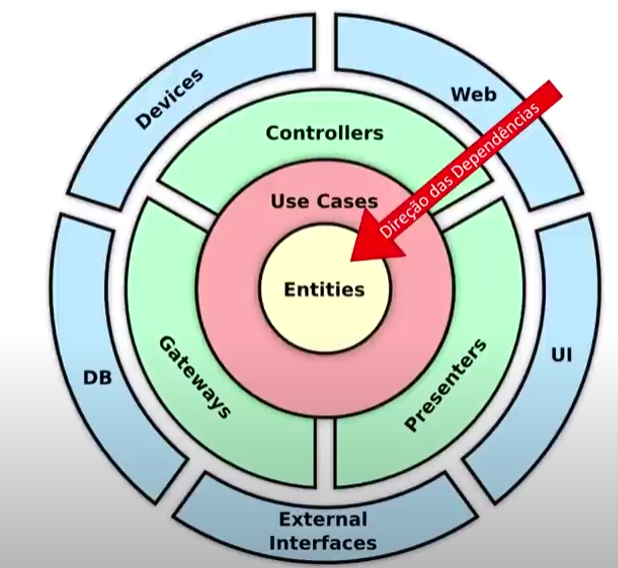 Devices
Web
Controllers
Direção das Dependências
Use Cases
Entities
Gateways
Presenters
DB
UI
External
Interfaces